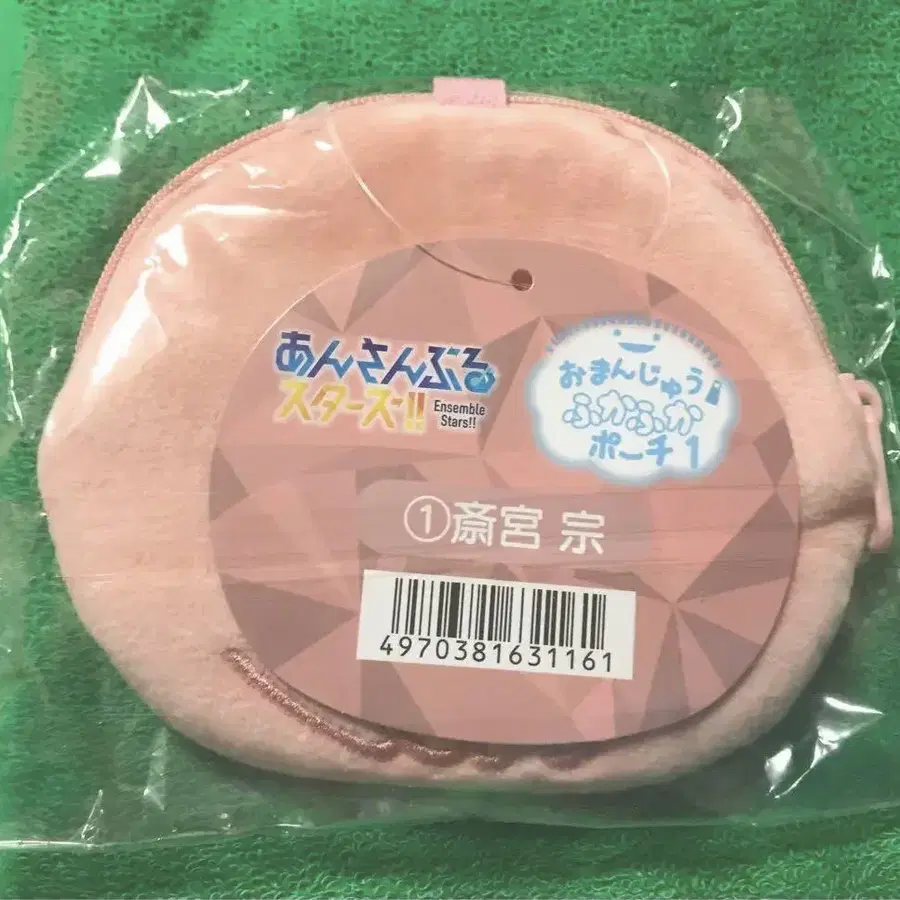 あんさんぶる
スターズ!!
Ensemble
Stars!!
おまんじゅう
ふかふか
ポーチ1
①斎宮 宗
4970381631161